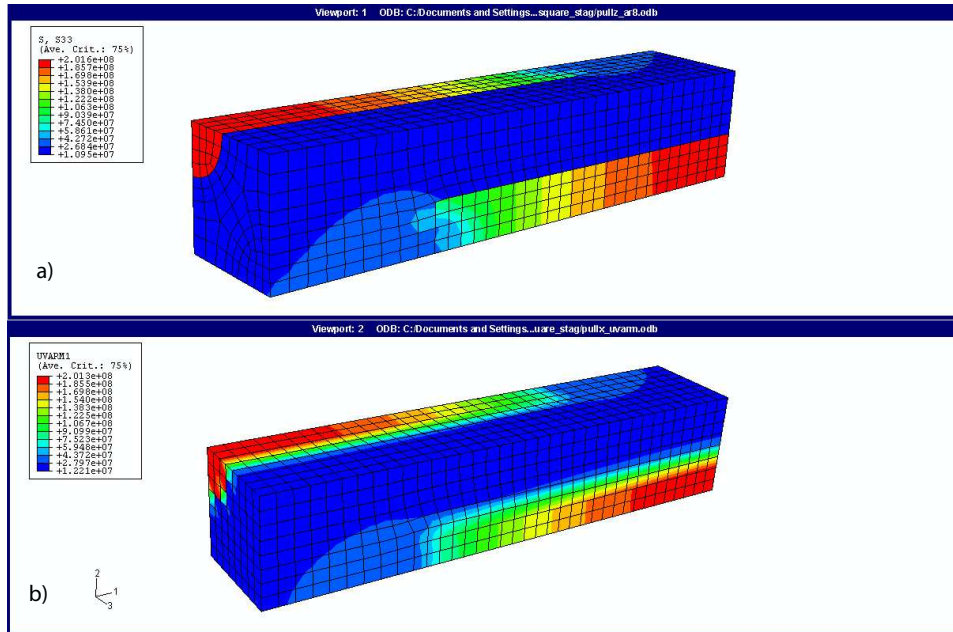 Viewport: 1 ODB: C:/Documents and Settings...square_stag/pullz_ar8.odb
S, S33
(Ave. Crit.: 75%)
+2.016e+08
+1.857e+08
+1.698e+08
+1.539e+08
+1.380e+08
+1.222e+08
+1.063e+08
+9.039e+07
+7.450e+07
+5.861e+07
+4.272e+07
+2.684e+07
+1.095e+07
a)
Viewport: 2 ODB: C:/Documents and Settings...uare_stag/pullx_uvarm.odb
UVARM1
(Ave. Crit.: 75%)
+2.013e+08
+1.855e+08
+1.698e+08
+1.540e+08
+1.383e+08
+1.225e+08
+1.067e+08
+9.099e+07
+7.523e+07
+5.948e+07
+4.372e+07
+2.797e+07
+1.221e+07
b)
2
1
3